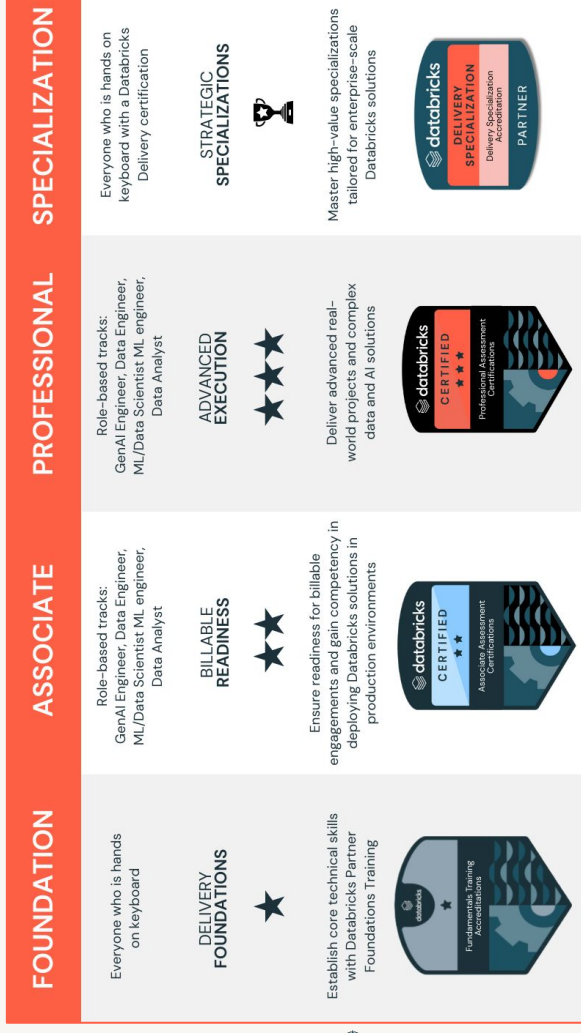 FOUNDATION
Everyone who is hands
on keyboard
DELIVERY
FOUNDATIONS
Establish core technical skills
with Databricks Partner
Foundations Training
databricks
Fundamentals Training
Accreditations
ASSOCIATE
Role-based tracks:
GenAI Engineer, Data Engineer,
ML/Data Scientist ML engineer,
Data Analyst
BILLABLE
READINESS
Ensure readiness for billable
engagements and gain competency in
deploying Databricks solutions in
production environments
databricks
CERTIFIED
Associate Assessment
Certifications
PROFESSIONAL
Role-based tracks:
GenAI Engineer, Data Engineer,
ML/Data Scientist ML engineer,
Data Analyst
ADVANCED
EXECUTION
Deliver advanced real-
world projects and complex
data and AI solutions
databricks
CERTIFIED
Professional Assessment
Certifications
SPECIALIZATION
Everyone who is hands on
keyboard with a Databricks
Delivery certification
STRATEGIC
SPECIALIZATIONS
Master high-value specializations
tailored for enterprise-scale
Databricks solutions
databricks
DELIVERY
SPECIALIZATION
Delivery Specialization
Accreditation
PARTNER